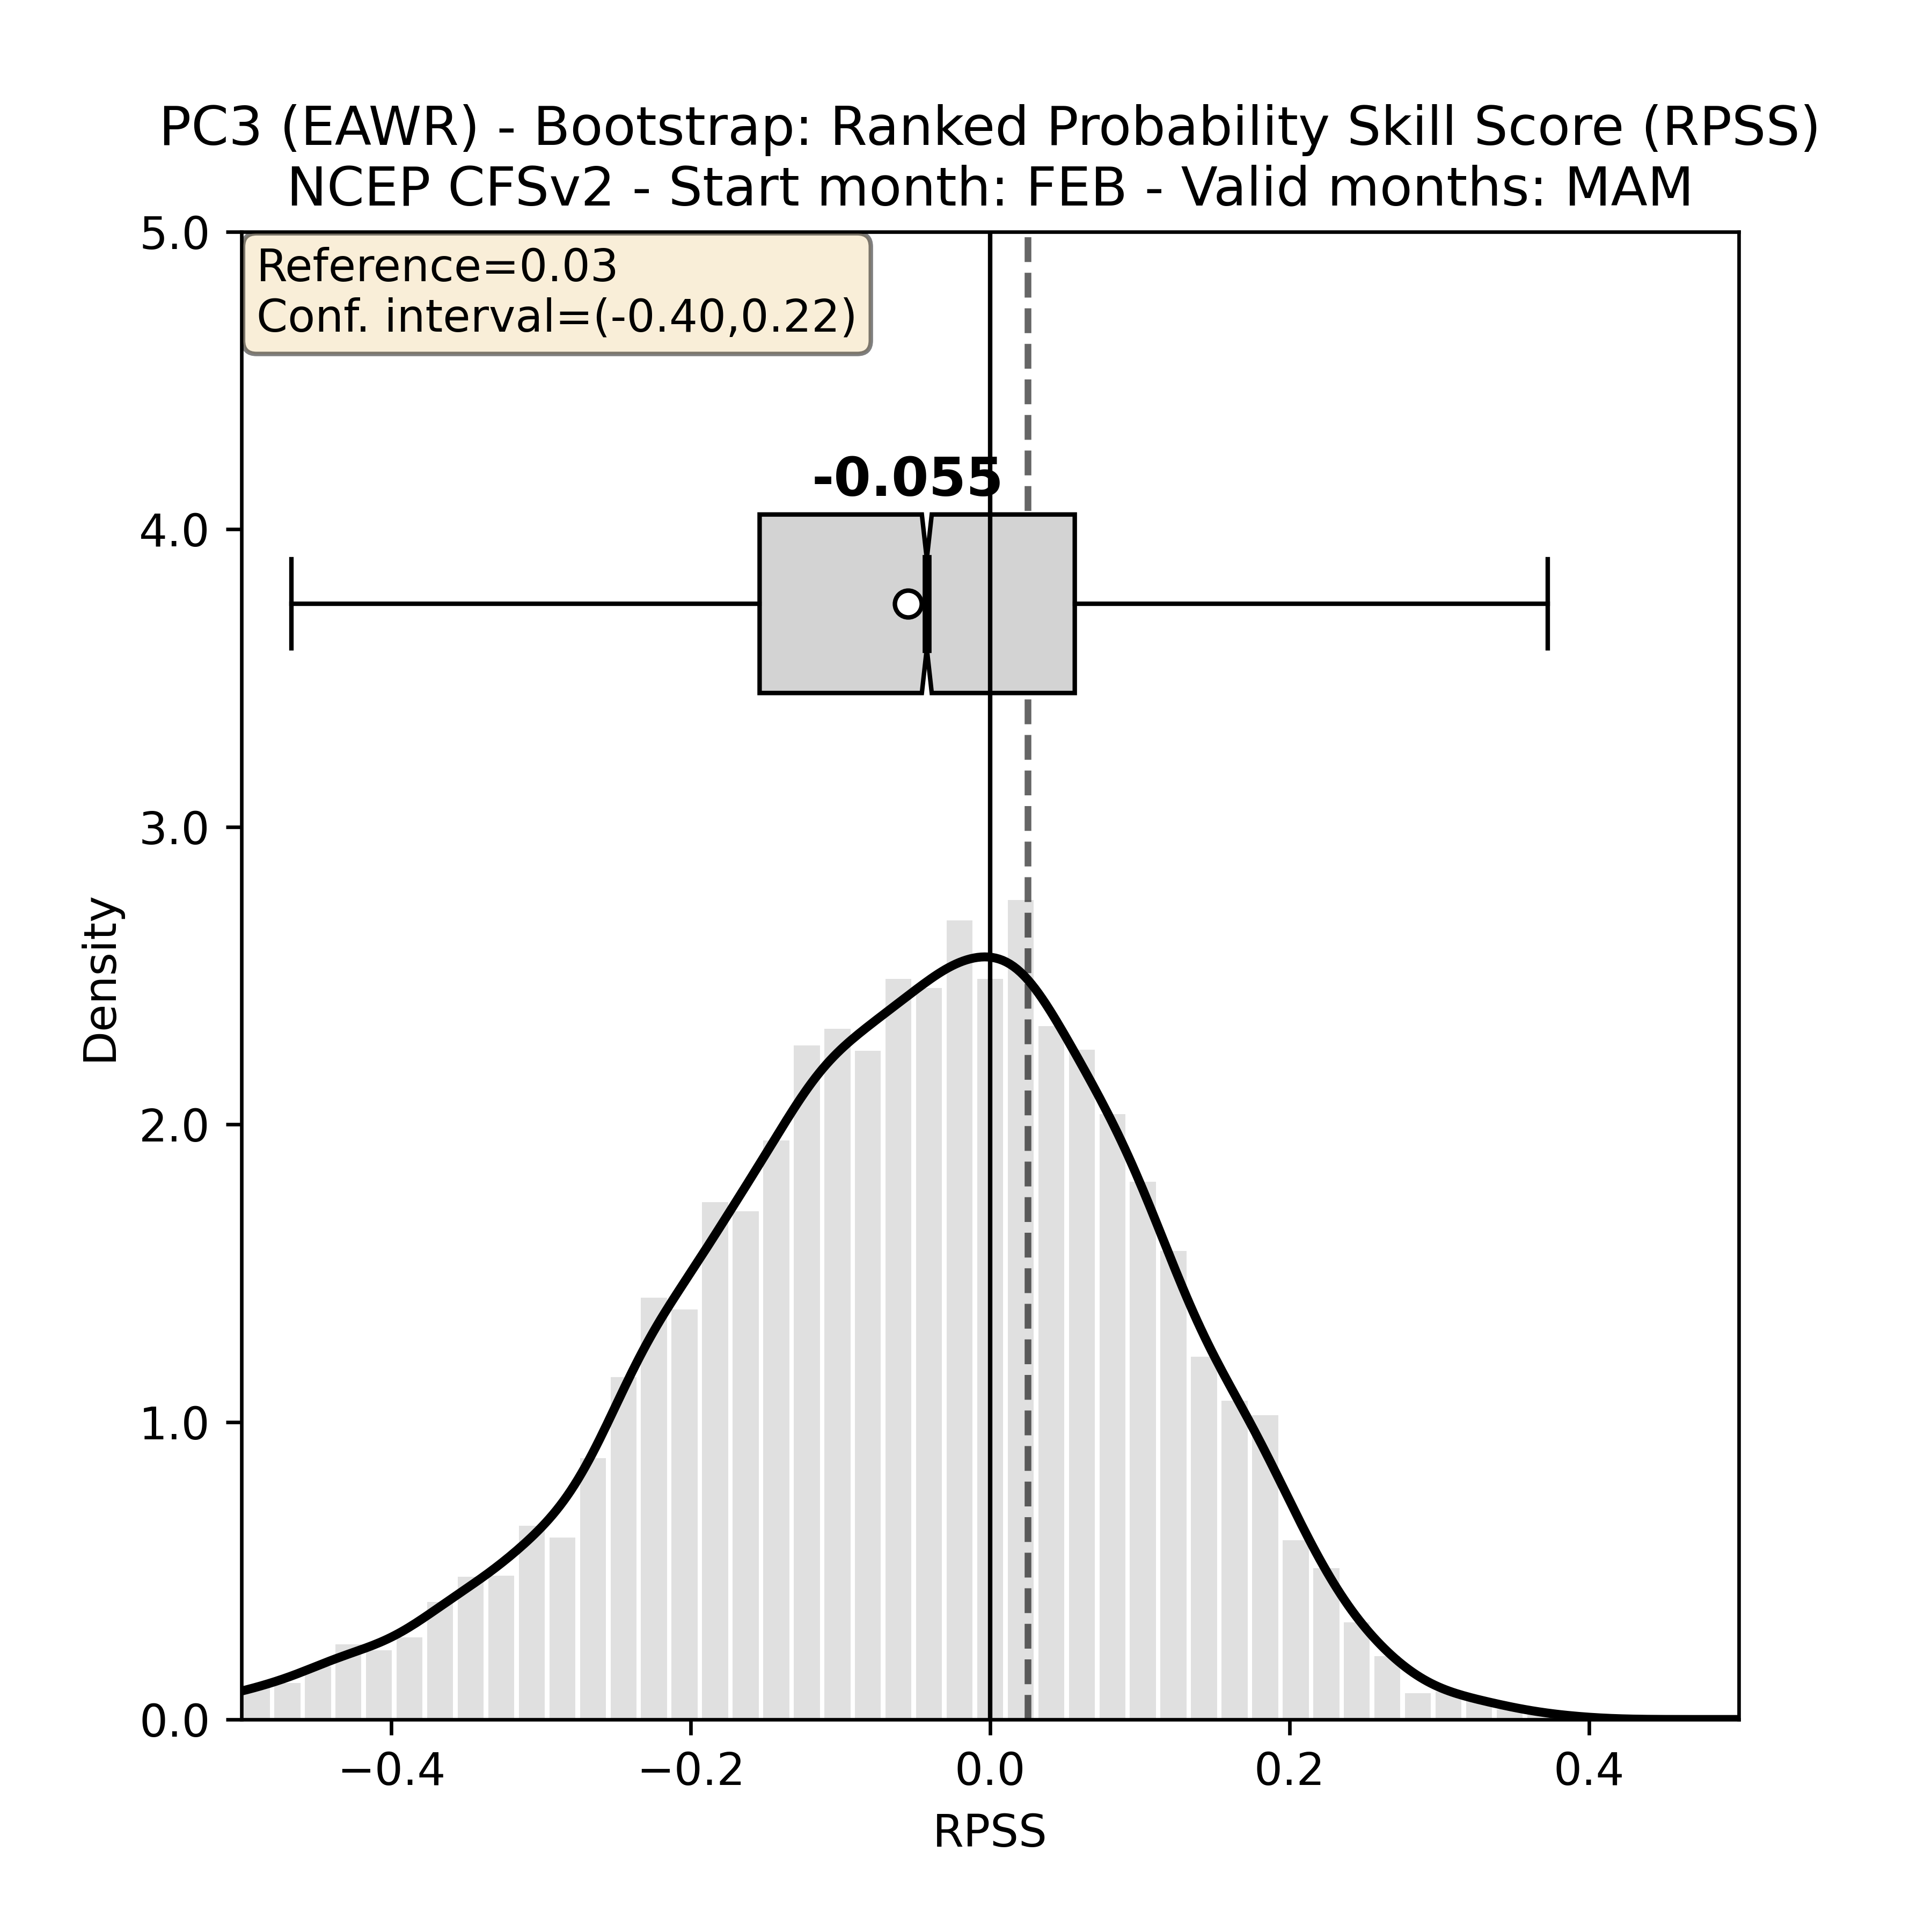 PC3 (EAWR) - Bootstrap: Ranked Probability Skill Score (RPSS)
NCEP CFSv2 - Start month: FEB - Valid months: MAM
Reference=0.03
Conf. interval=(-0.40,0.22)
-0.055
5.0
4.0
3.0
2.0
1.0
0.0
Density
−0.4
−0.2
0.0
0.2
0.4
RPSS